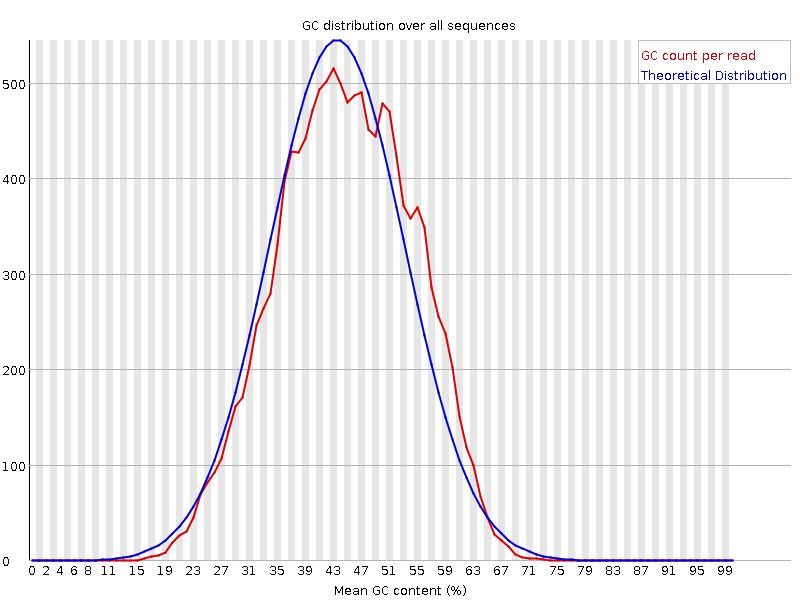 GC distribution over all sequences
GC count per read
Theoretical Distribution
500
400
300
200
100
0
0 2 4 6 8 11 15 19 23 27 31 35 39 43 47 51 55 59 63 67 71 75 79 83 87 91 95 99
Mean GC content (%)